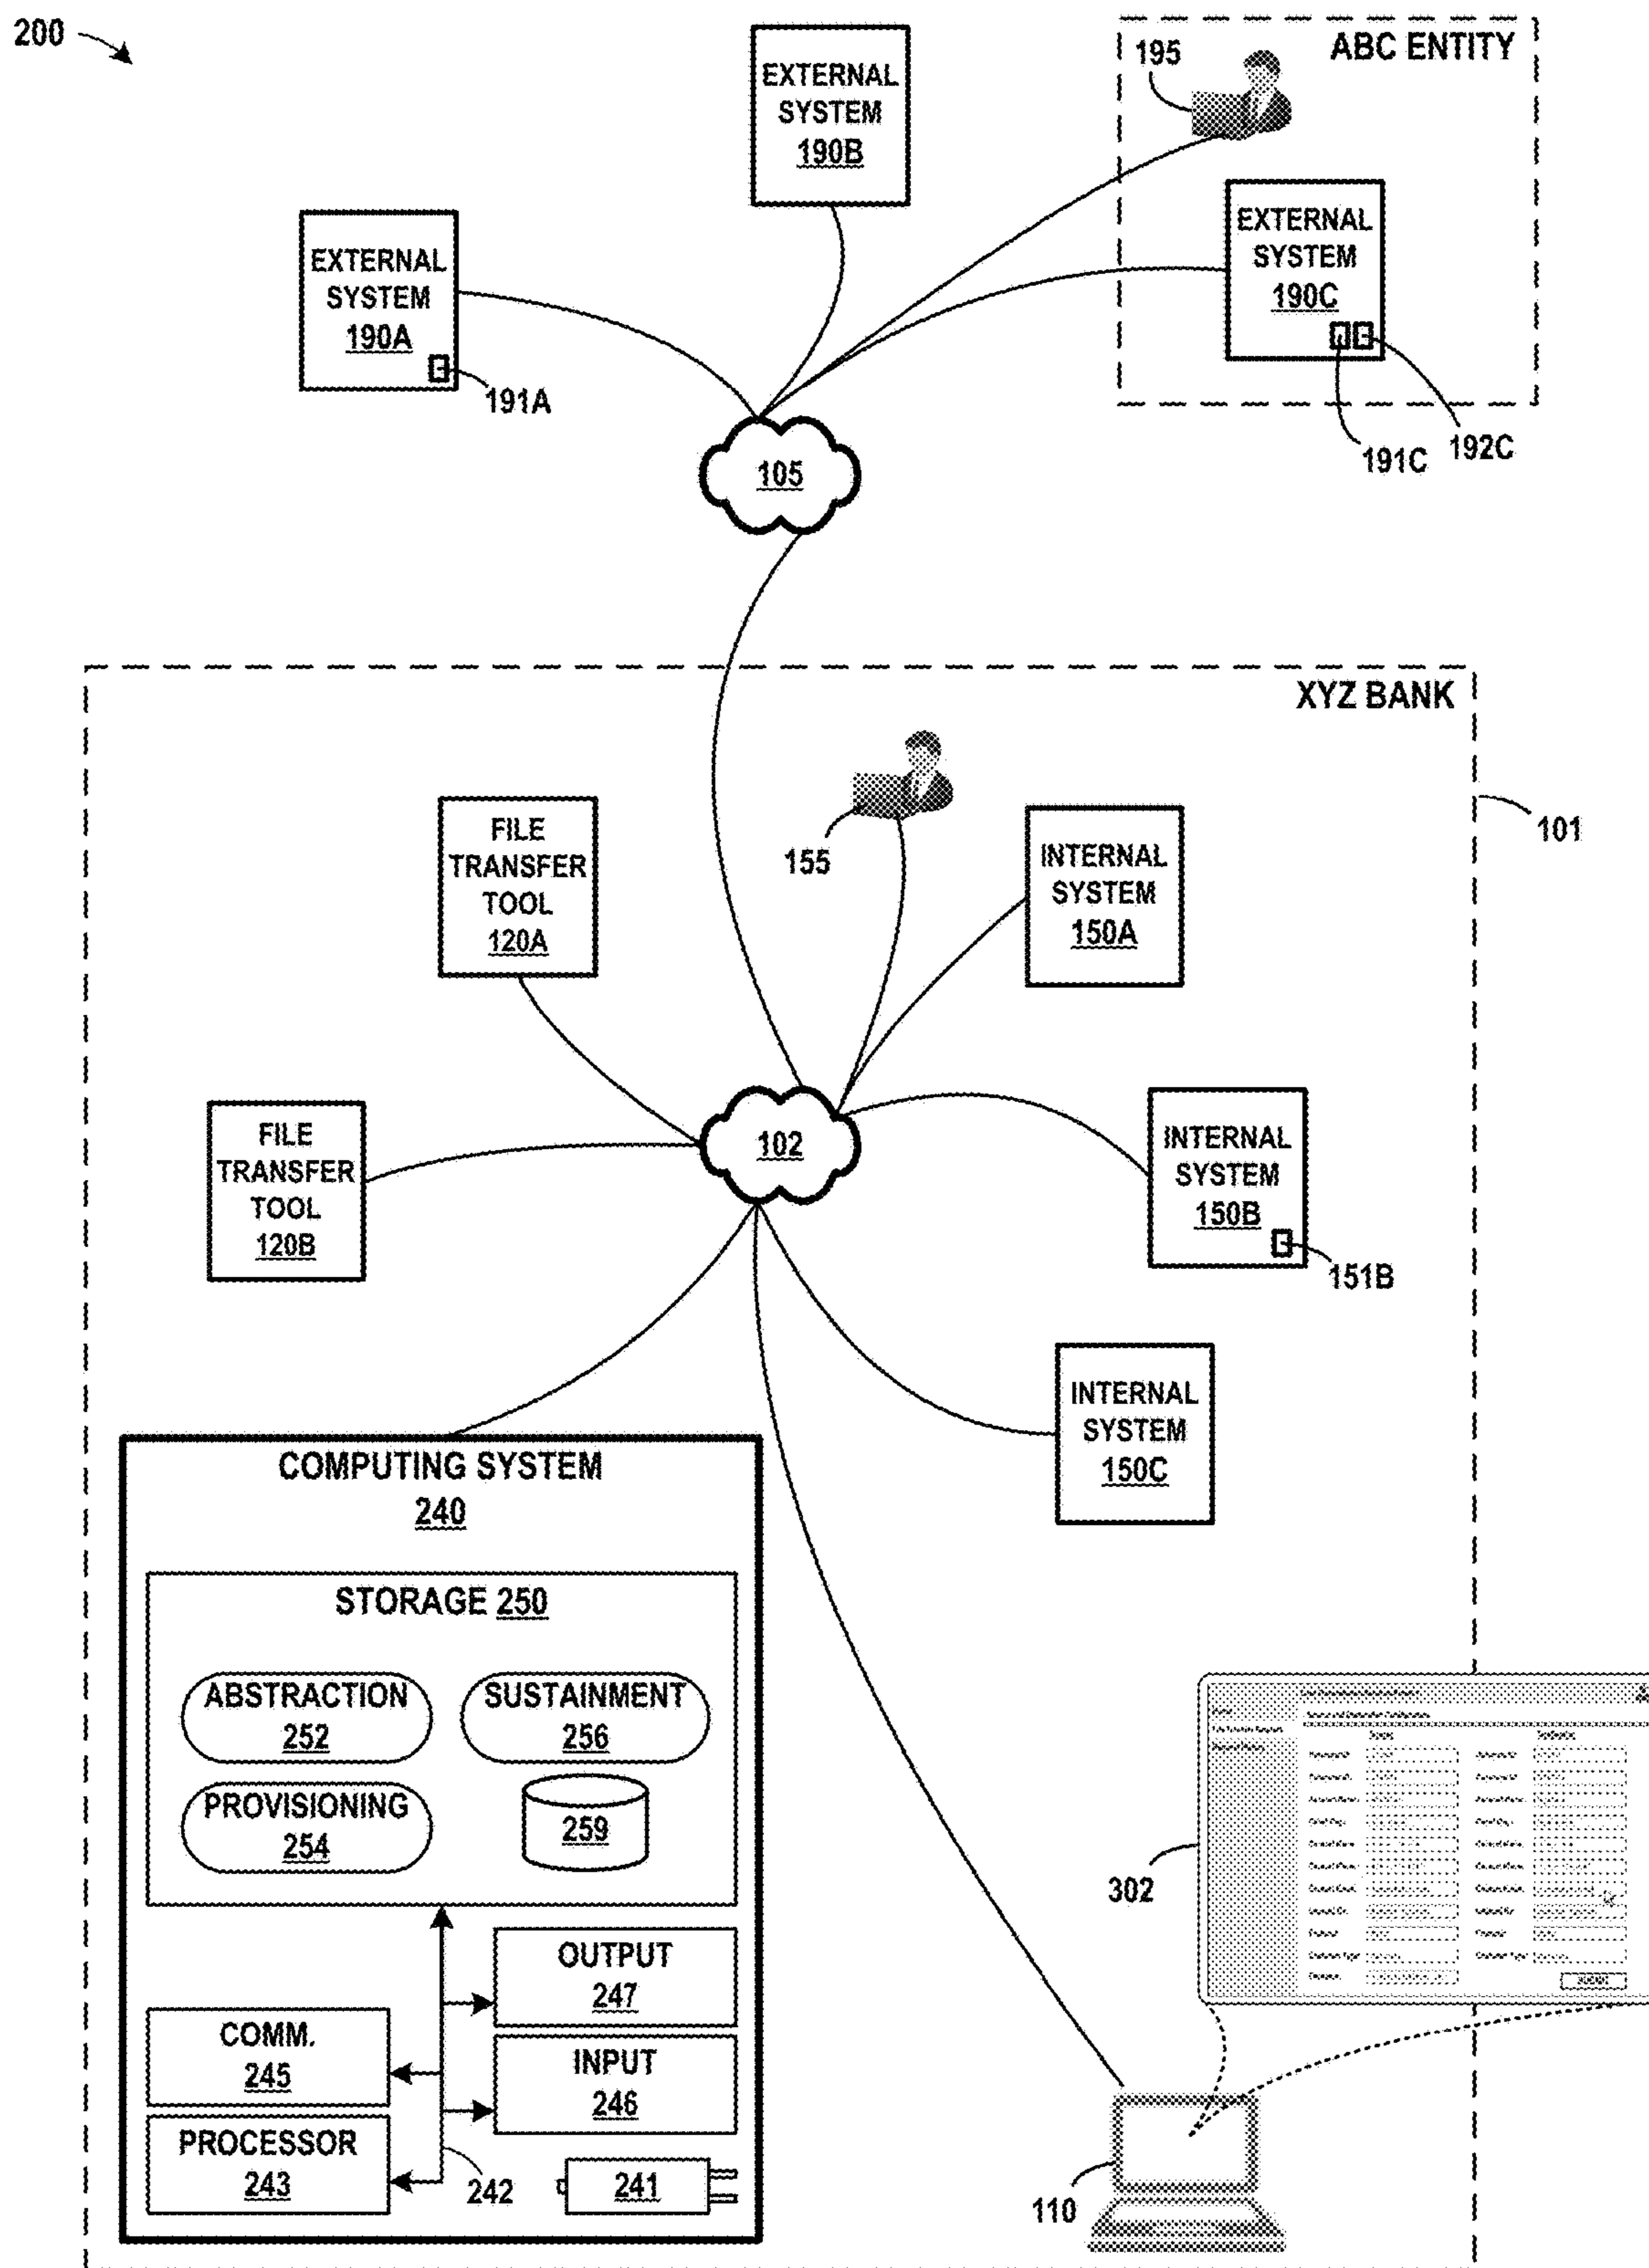 200
EXTERNAL
SYSTEM
190B
195
ABC ENTITY
EXTERNAL
SYSTEM
190A
191A
EXTERNAL
SYSTEM
190C
191C
192C
105
XYZ BANK
101
FILE
TRANSFER
TOOL
120A
155
INTERNAL
SYSTEM
150A
FILE
TRANSFER
TOOL
120B
102
INTERNAL
SYSTEM
150B
151B
INTERNAL
SYSTEM
150C
COMPUTING SYSTEM
240
STORAGE 250
ABSTRACTION
252
SUSTAINMENT
256
PROVISIONING
254
259
302
OUTPUT
247
COMM.
245
INPUT
246
PROCESSOR
243
242
241
110